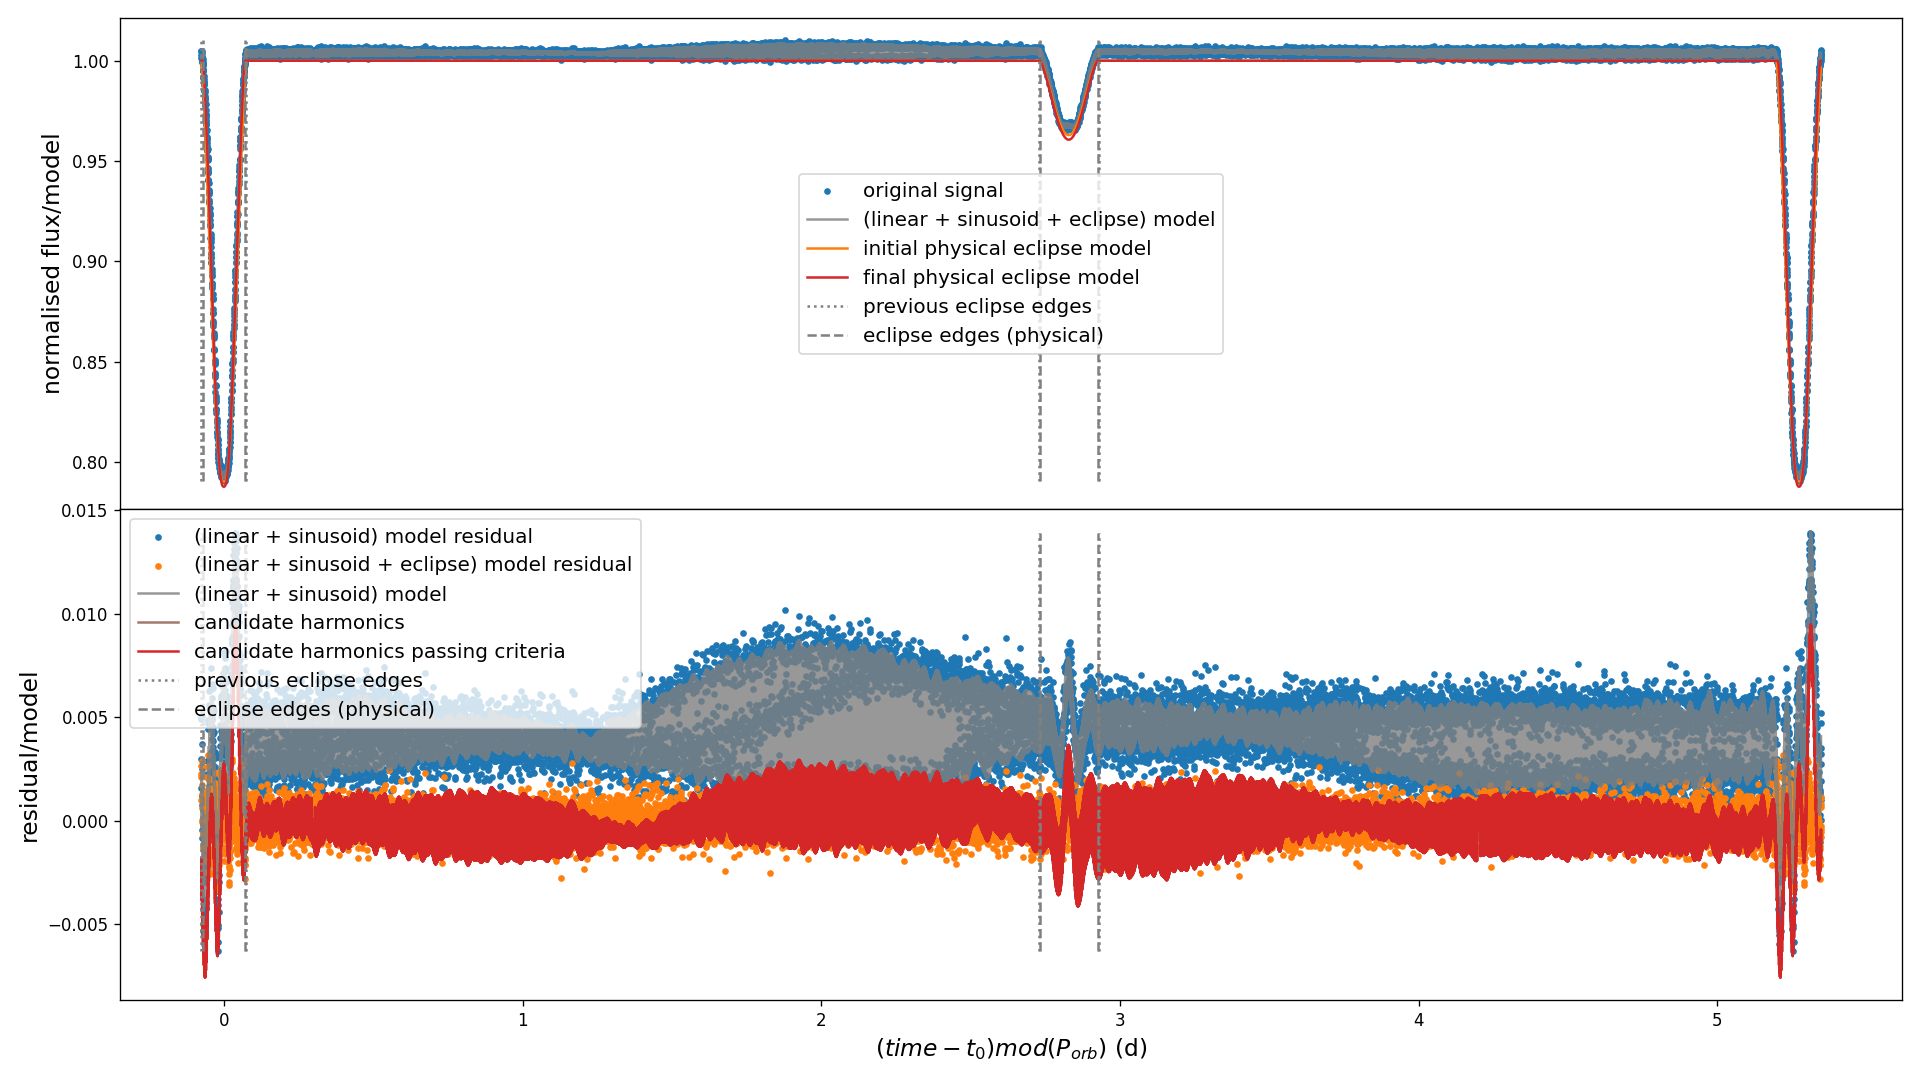 1.00
0.95
0.90
0.85
0.80
normalised flux/model
original signal
(linear + sinusoid + eclipse) model
initial physical eclipse model
final physical eclipse model
previous eclipse edges
eclipse edges (physical)
0.015
0.010
0.005
0.000
−0.005
residual/model
(linear + sinusoid) model residual
(linear + sinusoid + eclipse) model residual
(linear + sinusoid) model
candidate harmonics
candidate harmonics passing criteria
previous eclipse edges
eclipse edges (physical)
0 1 2 3 4 5
(time − t₀)mod(Pₒᵣb) (d)